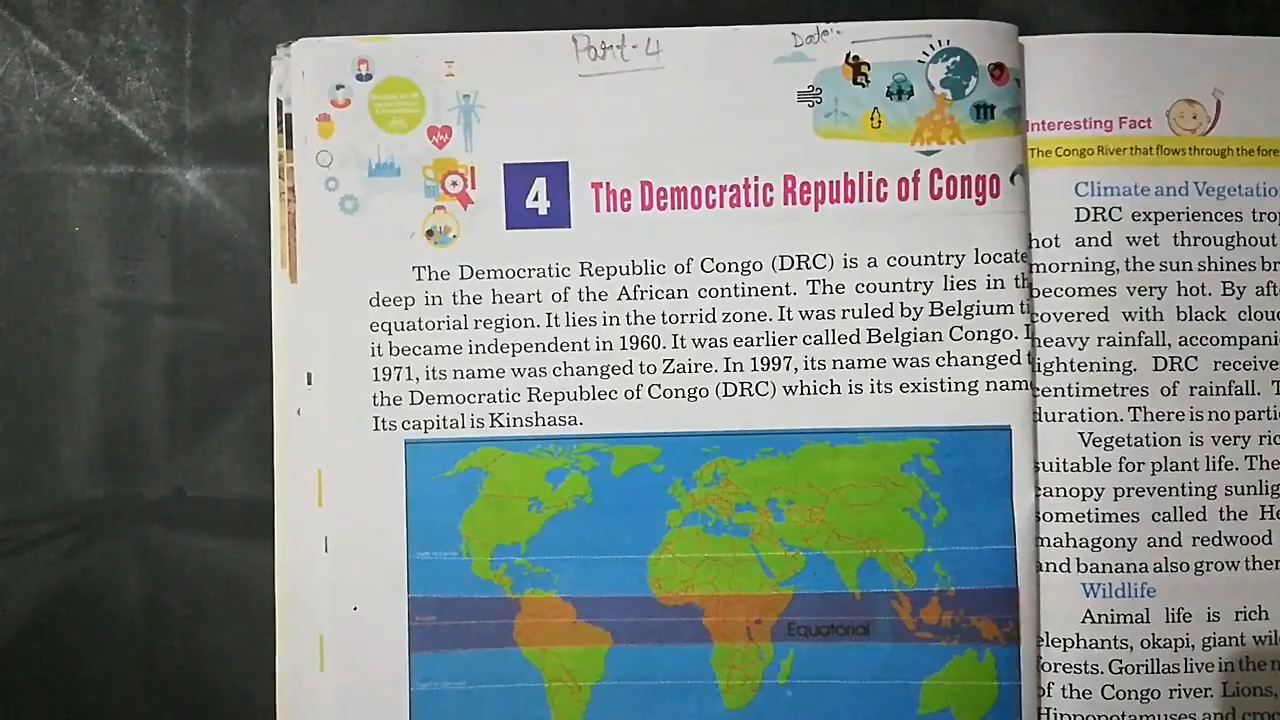 Part-4
Date:-
4
The Democratic Republic of Congo
The Democratic Republic of Congo (DRC) is a country locate
deep in the heart of the African continent. The country lies in th
equatorial region. It lies in the torrid zone. It was ruled by Belgium ti
it became independent in 1960. It was earlier called Belgian Congo. I
1971, its name was changed to Zaire. In 1997, its name was changed t
the Democratic Republec of Congo (DRC) which is its existing nam
Its capital is Kinshasa.
Equatorial
Interesting Fact
The Congo River that flows through the fore
Climate and Vegetatio
DRC experiences tro
hot and wet throughout
morning, the sun shines br
becomes very hot. By aft
covered with black clou
heavy rainfall, accompani
lightening. DRC receive
centimetres of rainfall. T
duration. There is no parti
Vegetation is very ric
suitable for plant life. The
canopy preventing sunlig
sometimes called the He
mahagony and redwood
and banana also grow ther
Wildlife
Animal life is rich
elephants, okapi, giant wil
forests. Gorillas live in the m
of the Congo river. Lions,
Hippopotamuses and croc